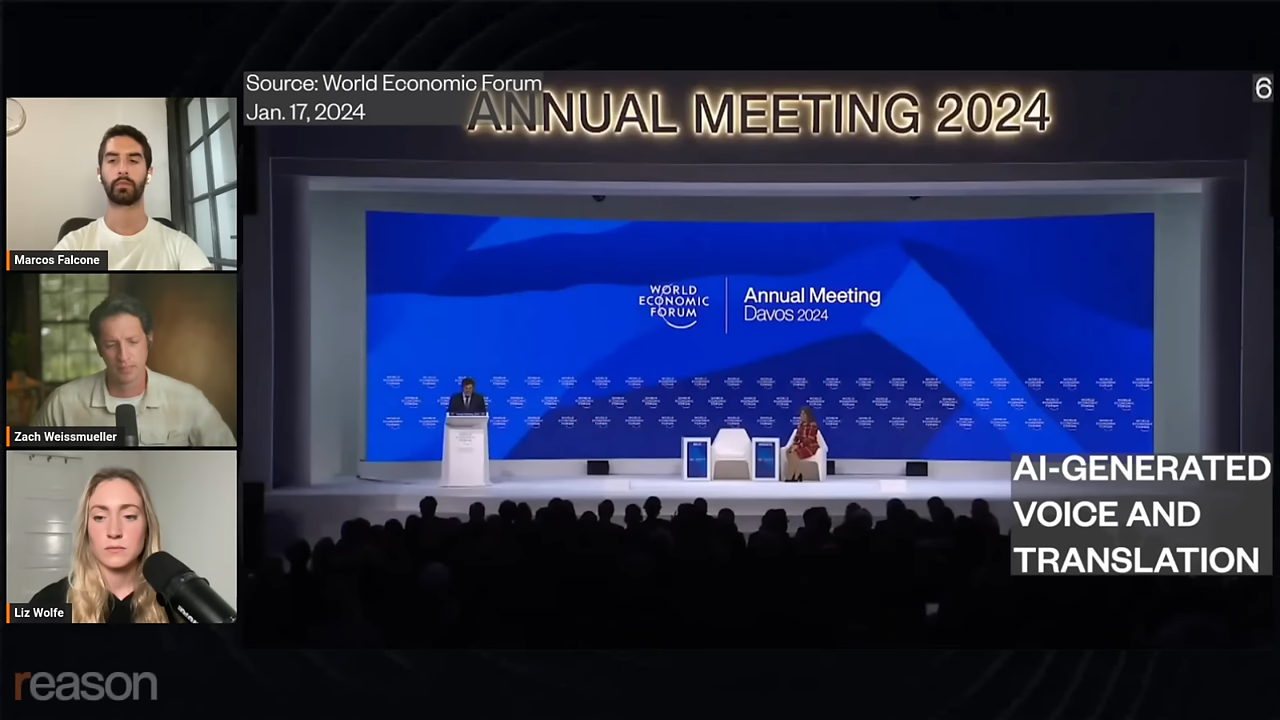 Source: World Economic Forum
Jan. 17, 2024
ANNUAL MEETING 2024
6
WORLD
ECONOMIC
FORUM
Annual Meeting
Davos 2024
Marcos Falcone
Zach Weissmueller
Liz Wolfe
AI-GENERATED
VOICE AND
TRANSLATION
reason